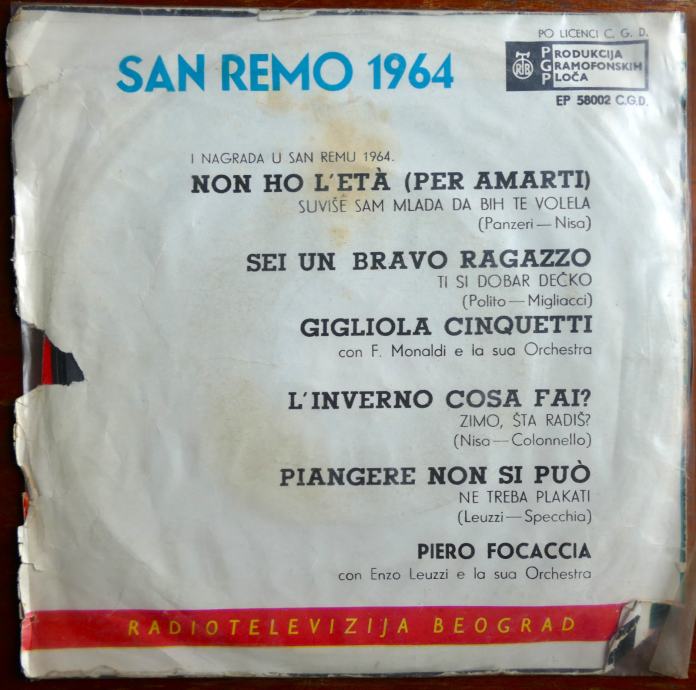 PO LICENCI C. G. D.
SAN REMO 1964
RTB
PGP
PRODUKCIJA
GRAMOFONSKIH
PLOČA
EP 58002 C.G.D.
I NAGRADA U SAN REMU 1964.
NON HO L'ETÀ (PER AMARTI)
SUVIŠE SAM MLADA DA BIH TE VOLELA
(Panzeri — Nisa)
SEI UN BRAVO RAGAZZO
TI SI DOBAR DEČKO
(Polito — Migliacci)
GIGLIOLA CINQUETTI
con F. Monaldi e la sua Orchestra
L'INVERNO COSA FAI?
ZIMO, ŠTA RADIŠ?
(Nisa — Colonnello)
PIANGERE NON SI PUÒ
NE TREBA PLAKATI
(Leuzzi — Specchia)
PIERO FOCACCIA
con Enzo Leuzzi e la sua Orchestra
RADIOTELEVIZIJA BEOGRAD